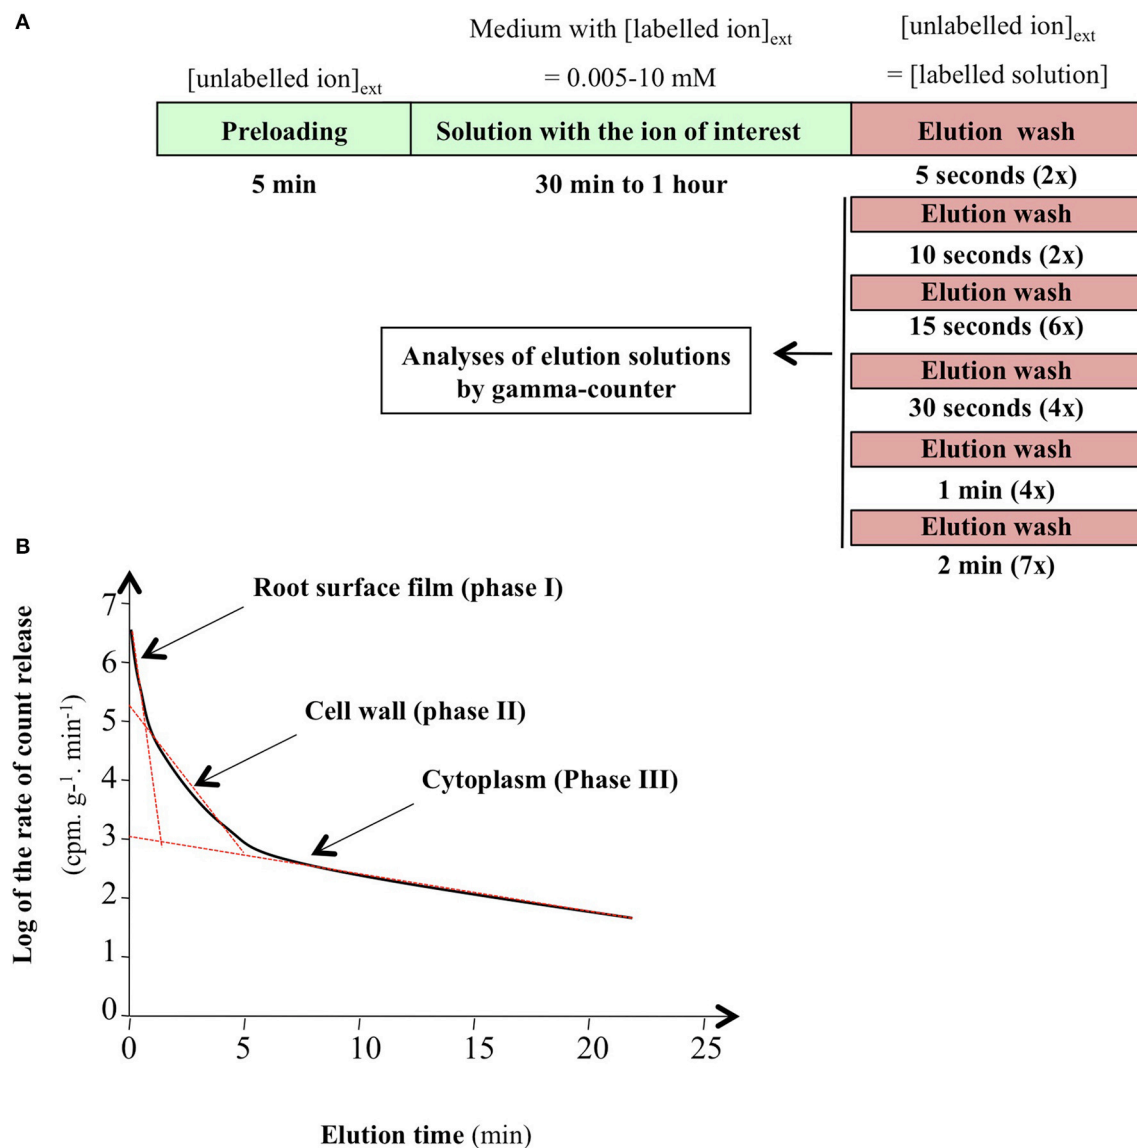 A
[unlabelled ion]ext
Medium with [labelled ion]ext
= 0.005-10 mM
[unlabelled ion]ext
= [labelled solution]
Preloading
Solution with the ion of interest
Elution wash
5 min
30 min to 1 hour
5 seconds (2x)
Elution wash
10 seconds (2x)
Elution wash
15 seconds (6x)
Elution wash
30 seconds (4x)
Elution wash
1 min (4x)
Elution wash
2 min (7x)
Analyses of elution solutions
by gamma-counter
B
Log of the rate of count release
(cpm. g-1. min-1)
7
6
5
4
3
2
1
0
Root surface film (phase I)
Cell wall (phase II)
Cytoplasm (Phase III)
0
5
10
15
20
25
Elution time (min)